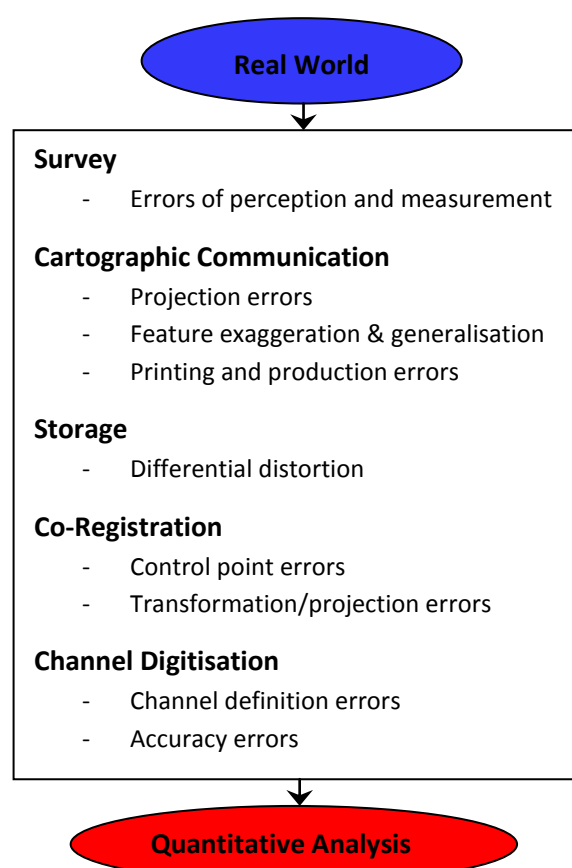 Real World
Survey
- Errors of perception and measurement
Cartographic Communication
- Projection errors
- Feature exaggeration & generalisation
- Printing and production errors
Storage
- Differential distortion
Co-Registration
- Control point errors
- Transformation/projection errors
Channel Digitisation
- Channel definition errors
- Accuracy errors
Quantitative Analysis